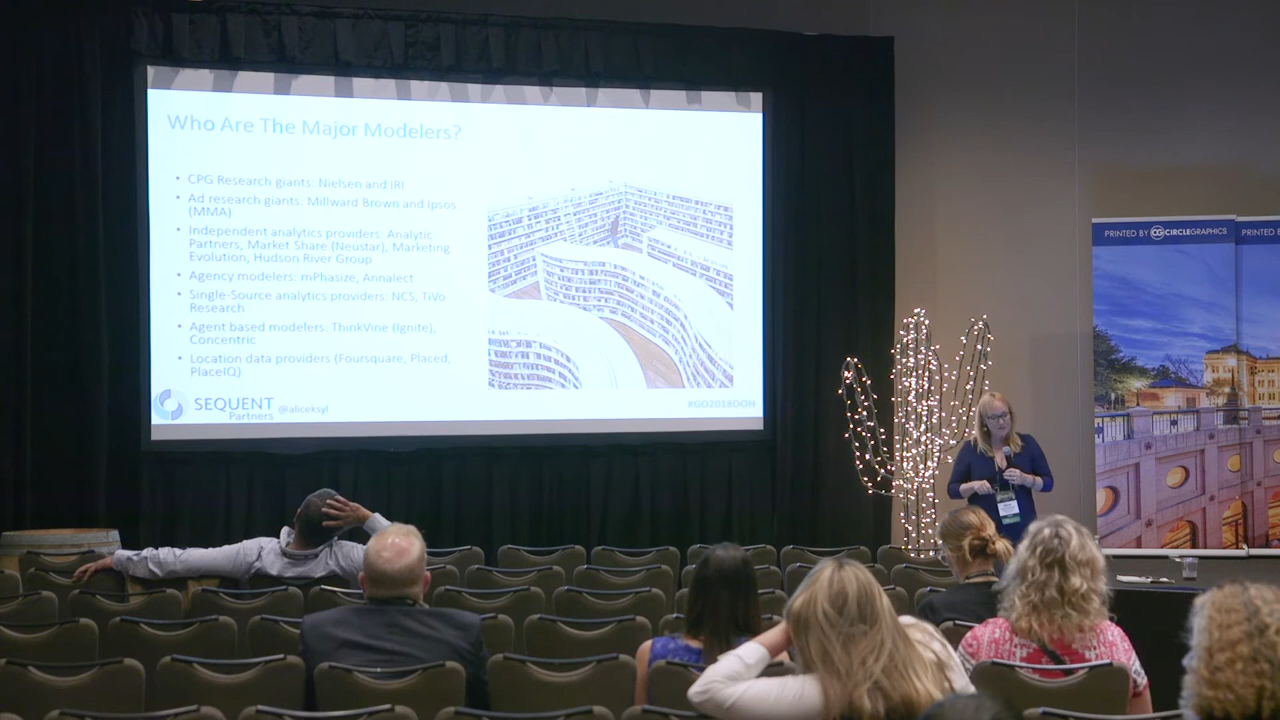 Who Are The Major Modelers?
• CPG Research giants: Nielsen and IRI
• Ad research giants: Millward Brown and Ipsos
(MMA)
• Independent analytics providers: Analytic
Partners, Market Share (Neustar), Marketing
Evolution, Hudson River Group
• Agency modelers: mPhasize, Annalect
• Single-Source analytics providers: NCS, TiVo
Research
• Agent based modelers: ThinkVine (Ignite),
Concentric
• Location data providers (Foursquare, Placed,
PlaceIQ)
SEQUENT
Partners
@aliceksyl
#GO2018OOH
PRINTED BY CG CIRCLEGRAPHICS
PRINTED B